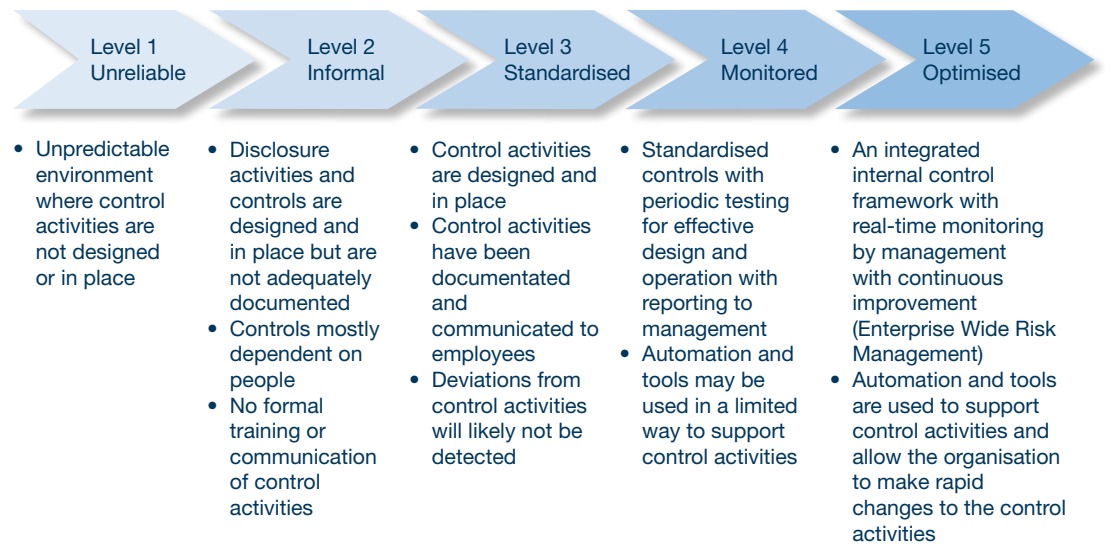 Level 1
Unreliable
Level 2
Informal
Level 3
Standardised
Level 4
Monitored
Level 5
Optimised
• Unpredictable
environment
where control
activities are
not designed
or in place
• Disclosure
activities and
controls are
designed and
in place but are
not adequately
documented
• Controls mostly
dependent on
people
• No formal
training or
communication
of control
activities
• Control activities
are designed and
in place
• Control activities
have been
documentated
and
communicated to
employees
• Deviations from
control activities
will likely not be
detected
• Standardised
controls with
periodic testing
for effective
design and
operation with
reporting to
management
• Automation and
tools may be
used in a limited
way to support
control activities
• An integrated
internal control
framework with
real-time monitoring
by management
with continuous
improvement
(Enterprise Wide Risk
Management)
• Automation and tools
are used to support
control activities and
allow the organisation
to make rapid
changes to the control
activities